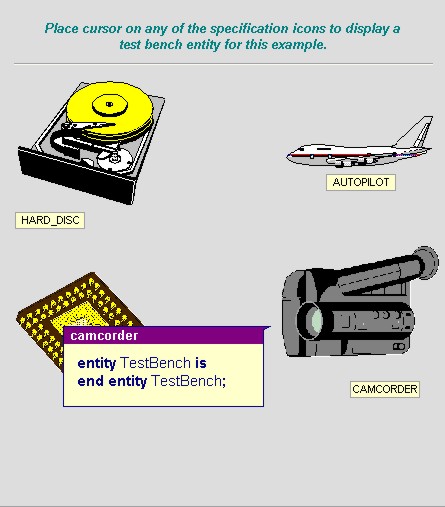 Place cursor on any of the specification icons to display a
test bench entity for this example.
AUTOPILOT
HARD_DISC
camcorder
entity TestBench is
end entity TestBench;
CAMCORDER